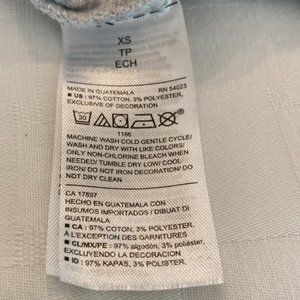 XS
TP
ECH
MADE IN GUATEMALA RN 54023
■ US : 97% COTTON, 3% POLYESTER,
EXCLUSIVE OF DECORATION
30
1166
MACHINE WASH COLD GENTLE CYCLE/
WASH AND DRY WITH LIKE COLORS/
ONLY NON-CHLORINE BLEACH WHEN
NEEDED/ TUMBLE DRY LOW/ COOL
IRON/ DO NOT IRON DECORATION/ DO
NOT DRY CLEAN
CA 17897
HECHO EN GUATEMALA CON
INSUMOS IMPORTADOS / DIBUAT DI
GUATEMALA
■ CA : 97% COTON, 3% POLYESTER,
À L'EXCEPTION DES GARNITURES
■ CL/MX/PE : 97% algodón, 3% poliéster,
EXCLUYENDO LA DECORACION
■ ID : 97% KAPAS, 3% POLISTER,